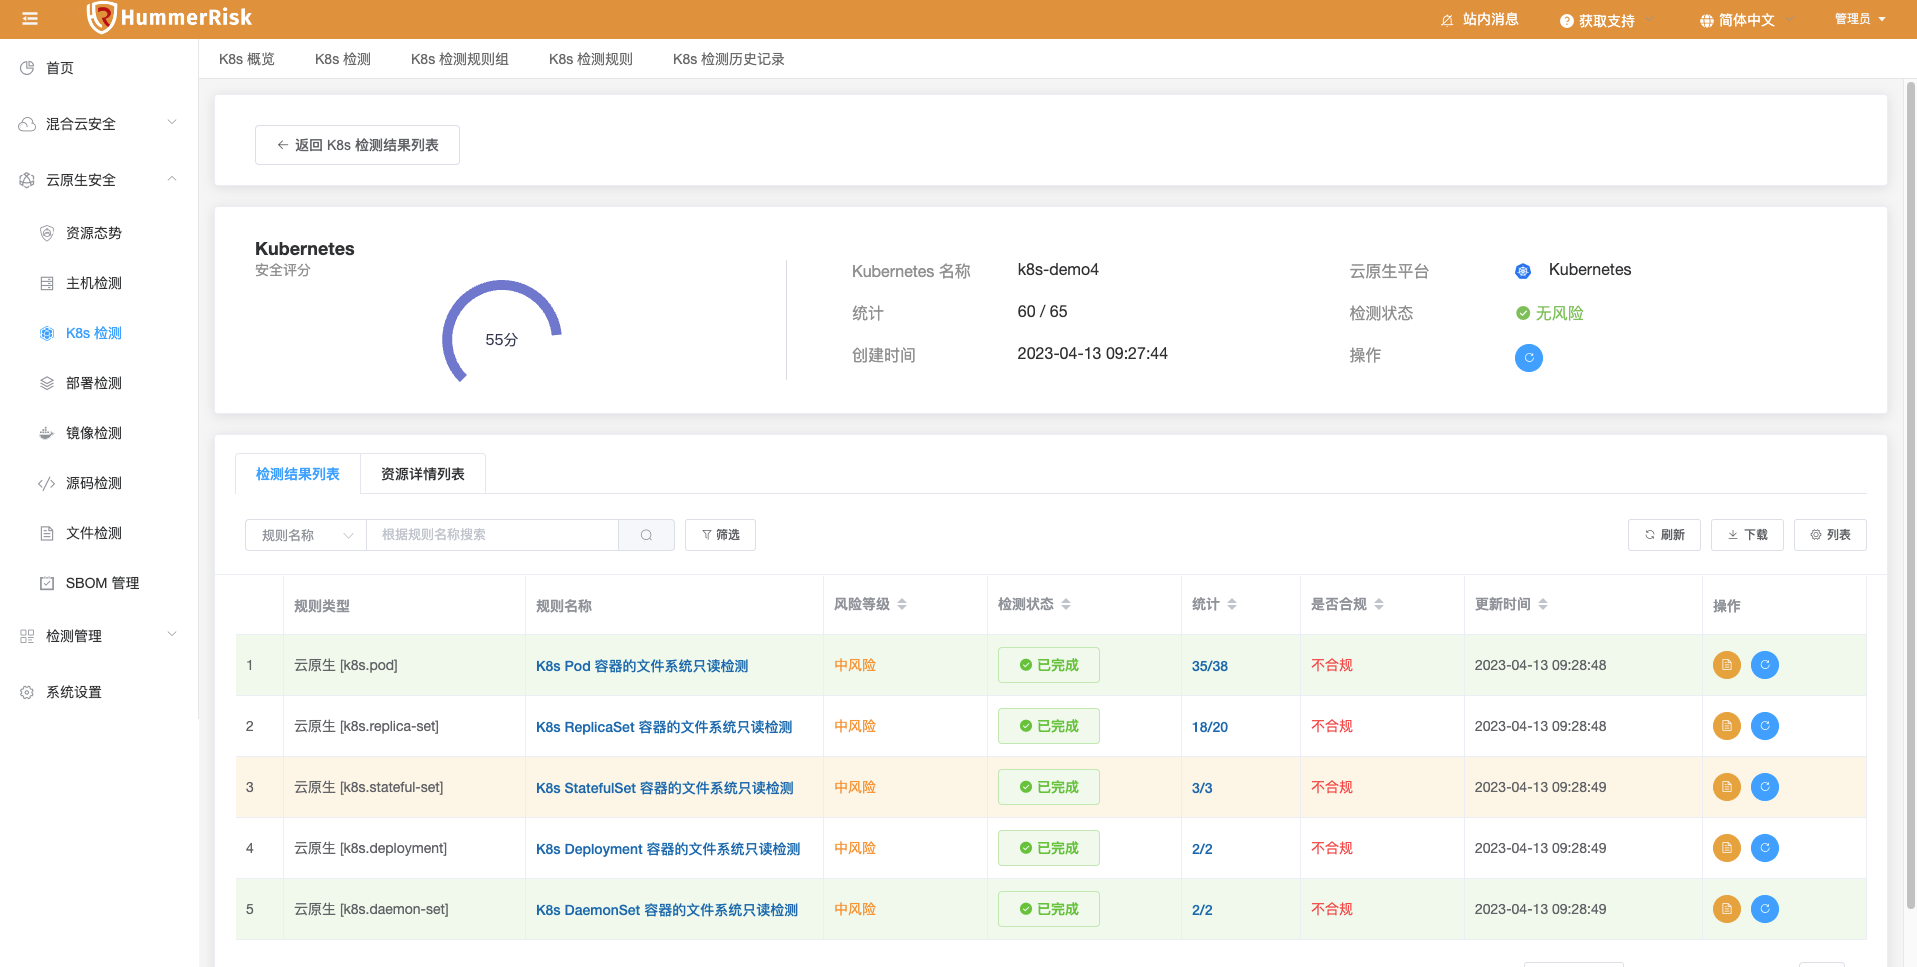 HummerRisk
站内消息
获取支持
简体中文
管理员
首页
混合云安全
云原生安全
资源态势
主机检测
K8s 检测
部署检测
镜像检测
源码检测
文件检测
SBOM 管理
检测管理
系统设置
K8s 概览 K8s 检测 K8s 检测规则组 K8s 检测规则 K8s 检测历史记录
返回 K8s 检测结果列表
Kubernetes
安全评分
55分
Kubernetes 名称 k8s-demo4 云原生平台 Kubernetes
统计 60 / 65 检测状态 无风险
创建时间 2023-04-13 09:27:44 操作
检测结果列表 资源详情列表
规则名称 根据规则名称搜索 筛选 刷新 下载 列表
规则类型 规则名称 风险等级 检测状态 统计 是否合规 更新时间 操作
1 云原生 [k8s.pod] K8s Pod 容器的文件系统只读检测 中风险 已完成 35/38 不合规 2023-04-13 09:28:48
2 云原生 [k8s.replica-set] K8s ReplicaSet 容器的文件系统只读检测 中风险 已完成 18/20 不合规 2023-04-13 09:28:48
3 云原生 [k8s.stateful-set] K8s StatefulSet 容器的文件系统只读检测 中风险 已完成 3/3 不合规 2023-04-13 09:28:49
4 云原生 [k8s.deployment] K8s Deployment 容器的文件系统只读检测 中风险 已完成 2/2 不合规 2023-04-13 09:28:49
5 云原生 [k8s.daemon-set] K8s DaemonSet 容器的文件系统只读检测 中风险 已完成 2/2 不合规 2023-04-13 09:28:49